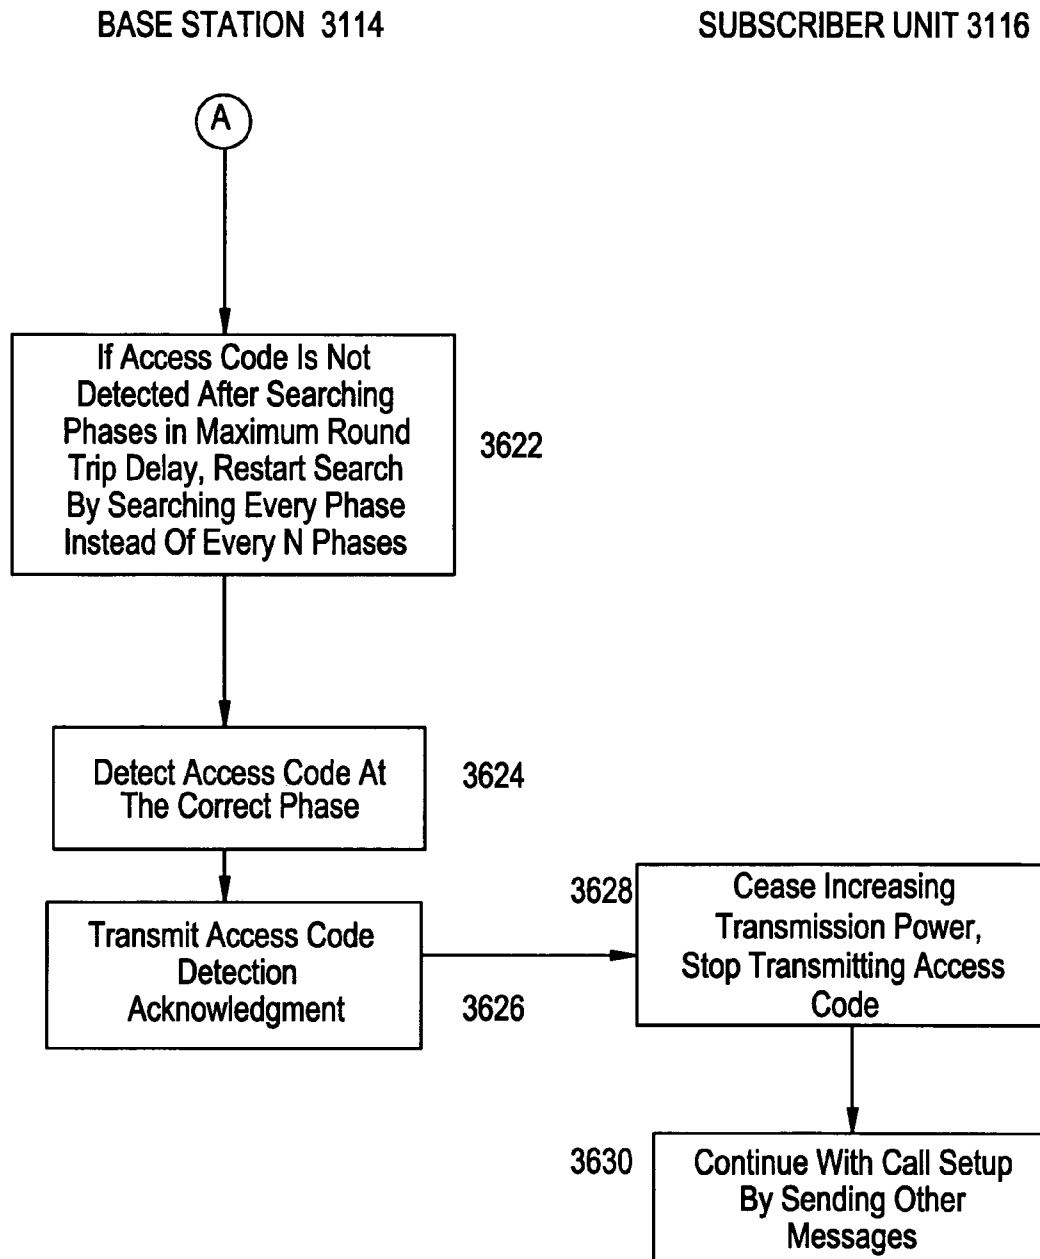 BASE STATION 3114
SUBSCRIBER UNIT 3116
A
If Access Code Is Not
Detected After Searching
Phases in Maximum Round
Trip Delay, Restart Search
By Searching Every Phase
Instead Of Every N Phases
3622
Detect Access Code At
The Correct Phase
3624
Transmit Access Code
Detection
Acknowledgment
3626
3628
Cease Increasing
Transmission Power,
Stop Transmitting Access
Code
3630
Continue With Call Setup
By Sending Other
Messages